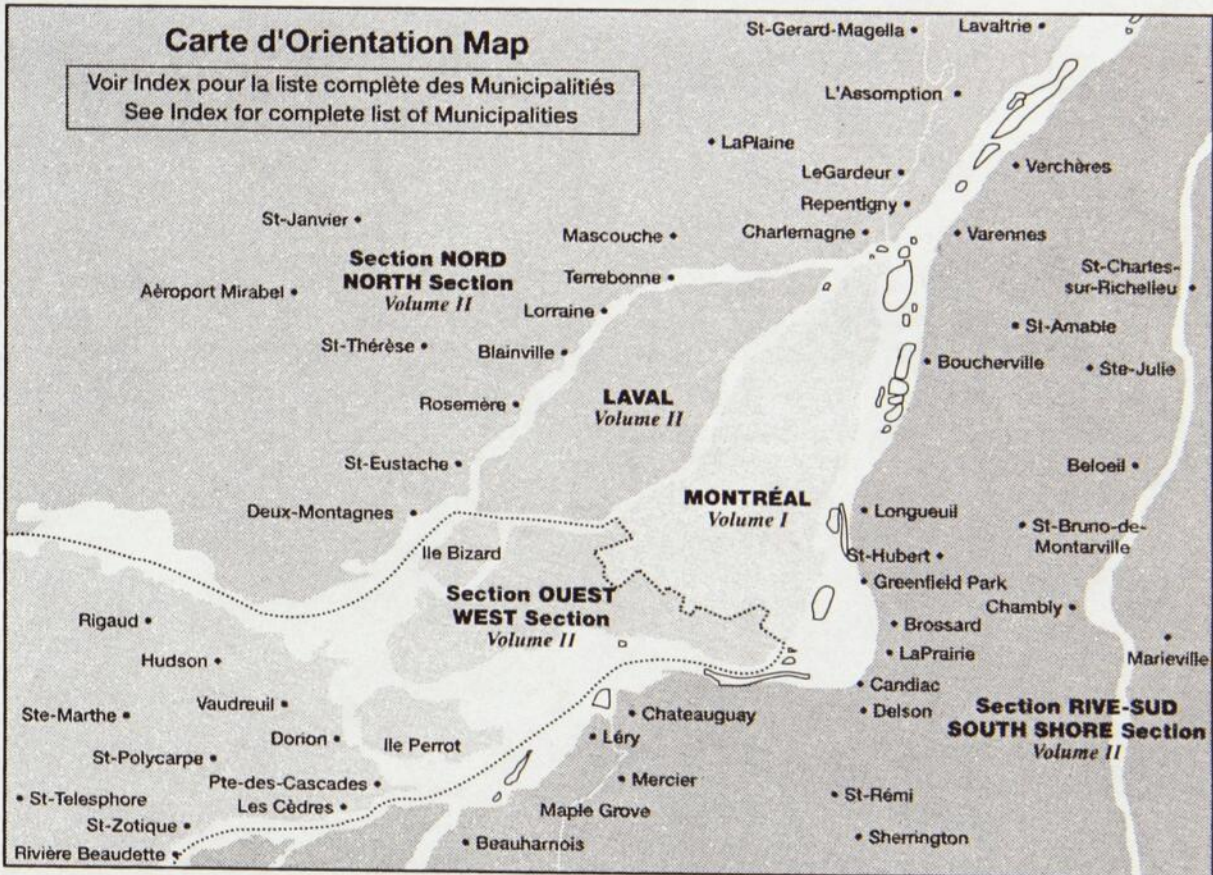 Carte d'Orientation Map
Voir Index pour la liste complète des Municipalitiés
See Index for complete list of Municipalities
St-Gerard-Magella
Lavaltrie
L'Assomption
LaPlaine
LeGardeur
Verchères
Repentigny
St-Janvier
Mascouche
Charlemagne
Varennes
Section NORD
NORTH Section
Volume II
Terrebonne
St-Charles-
sur-Richelieu
Aèroport Mirabel
Lorraine
St-Amable
St-Thérèse
Blainville
Boucherville
Ste-Julie
LAVAL
Volume II
Rosemère
St-Eustache
Beloeil
MONTRÉAL
Volume I
Deux-Montagnes
Longueuil
St-Bruno-de-
Montarville
Ile Bizard
St-Hubert
Greenfield Park
Section OUEST
WEST Section
Volume II
Chambly
Rigaud
Brossard
Hudson
LaPrairie
Marieville
Candiac
Vaudreuil
Ste-Marthe
Chateauguay
Delson
Section RIVE-SUD
SOUTH SHORE Section
Volume II
Dorion
Ile Perrot
Léry
St-Polycarpe
Pte-des-Cascades
Mercier
St-Telesphore
Les Cèdres
Maple Grove
St-Rémi
St-Zotique
Beauharnois
Sherrington
Rivière Beaudette